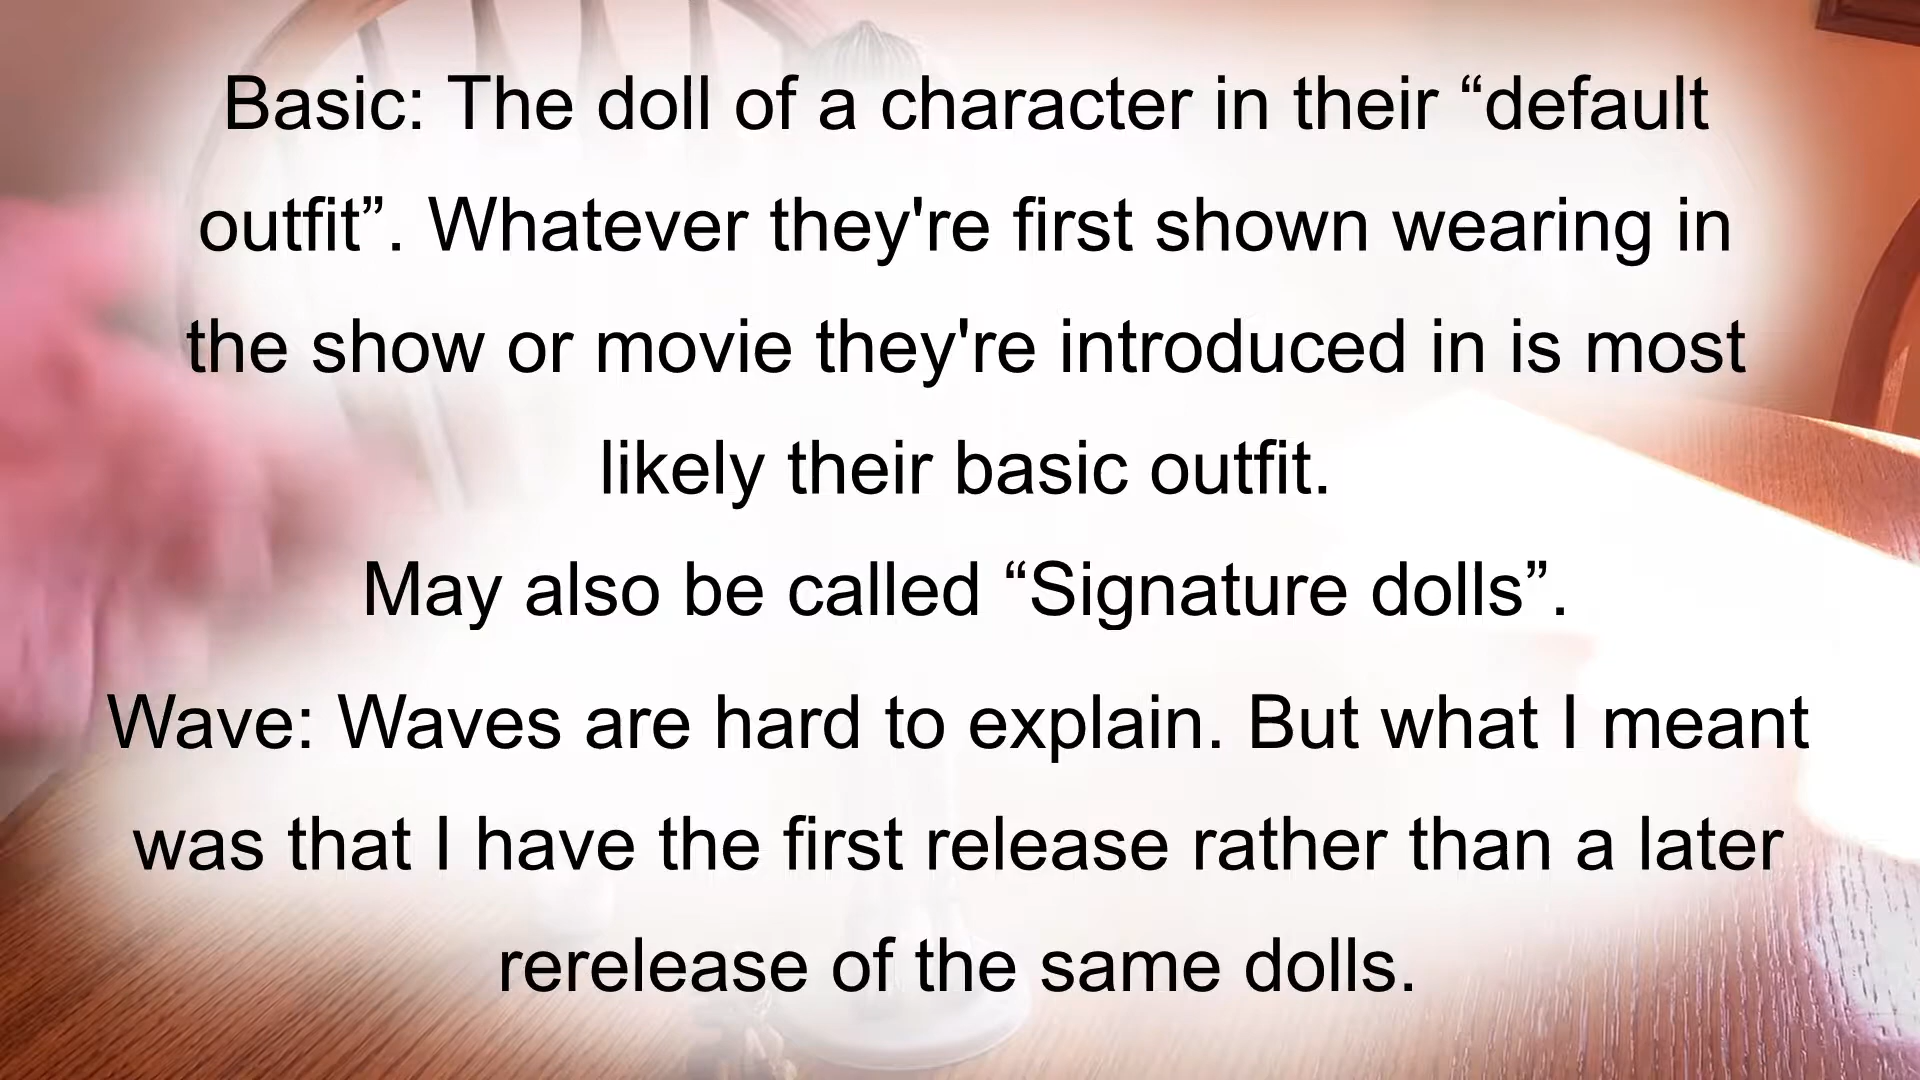 Basic: The doll of a character in their “default
outfit”. Whatever they're first shown wearing in
the show or movie they're introduced in is most
likely their basic outfit.
May also be called “Signature dolls”.
Wave: Waves are hard to explain. But what I meant
was that I have the first release rather than a later
rerelease of the same dolls.